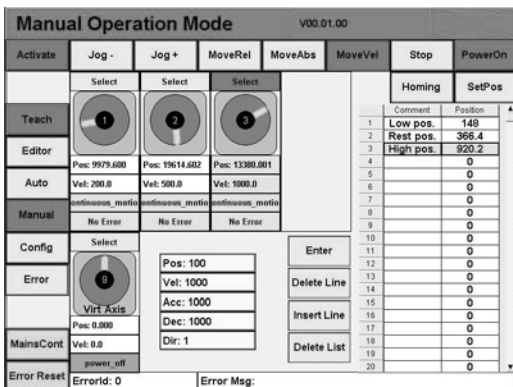 Manual Operation Mode V00.01.00
Activate Jog - Jog + MoveRel MoveAbs MoveVel Stop PowerOn
Homing SetPos
Teach
Editor
Auto
Manual
Config
Error
MainsCont
Error Reset
Select Select Select
1 2 3
Pos: 9979.600 Pos: 19614.602 Pos: 13380.001
Vel: 200.0 Vel: 500.0 Vel: 1000.0
ontinuous_motio ontinuous_motio ontinuous_motio
No Error No Error No Error
Select
9
Virt Axis
Pos: 0.000
Vel: 0.0
power_off
Pos: 100
Vel: 1000
Acc: 1000
Dec: 1000
Dir: 1
Enter
Delete Line
Insert Line
Delete List
Comment Position
1 Low pos. 148
2 Rest pos. 366.4
3 High pos. 920.2
4 0
5 0
6 0
7 0
8 0
9 0
10 0
11 0
12 0
13 0
14 0
15 0
16 0
17 0
18 0
19 0
20 0
ErrorId: 0 Error Msg: